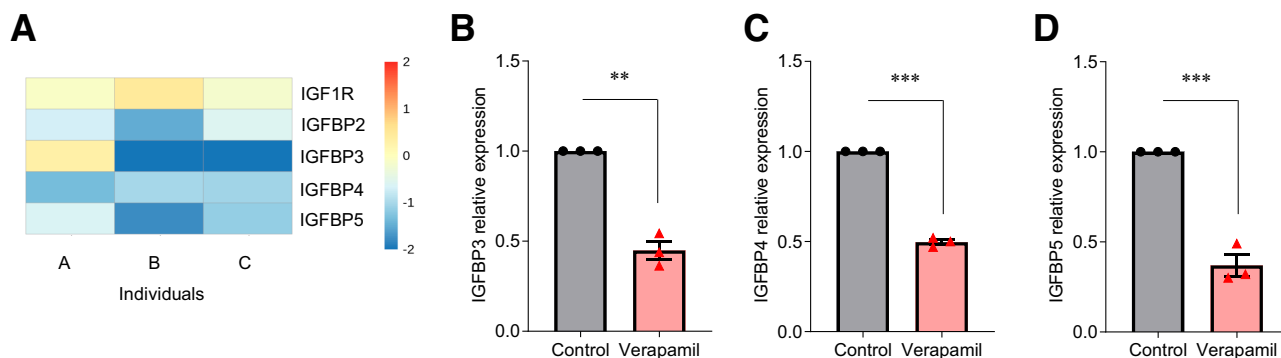 A
IGF1R
IGFBP2
IGFBP3
IGFBP4
IGFBP5
2
1
0
-1
-2
A B C
Individuals
B
IGFBP3 relative expression
1.5
1.0
0.5
0.0
**
Control Verapamil
C
IGFBP4 relative expression
1.5
1.0
0.5
0.0
***
Control Verapamil
D
IGFBP5 relative expression
1.5
1.0
0.5
0.0
***
Control Verapamil